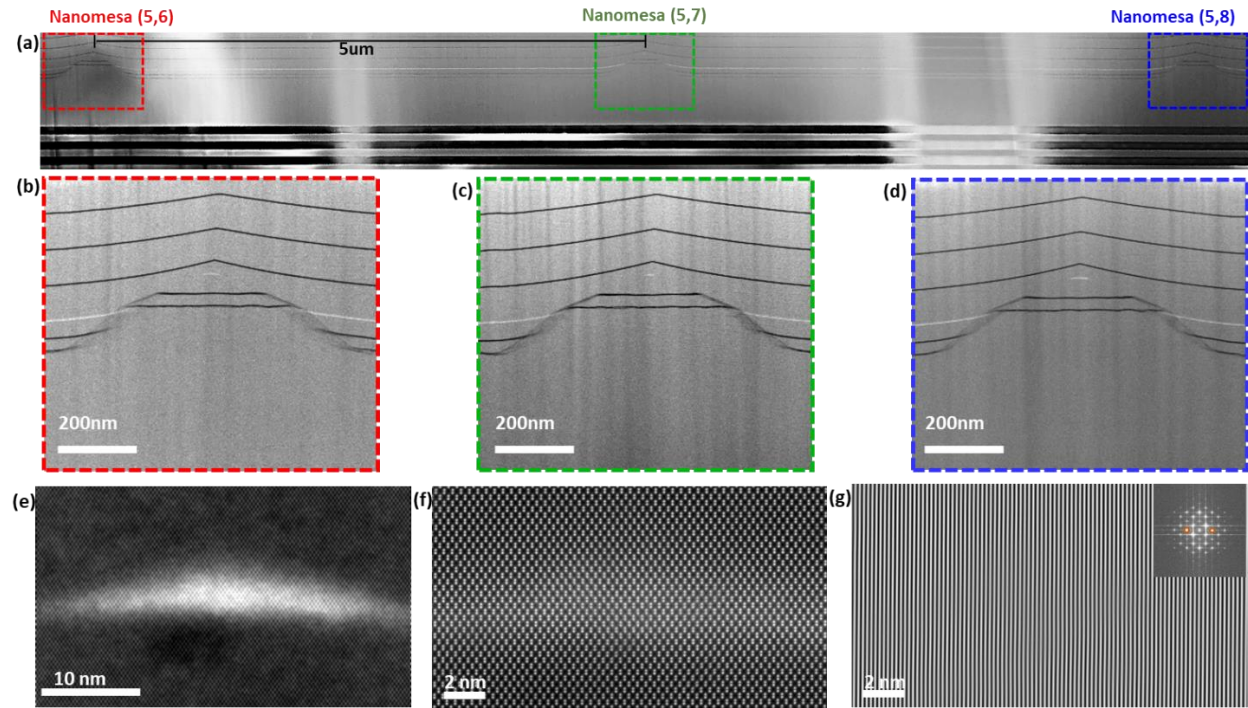 Nanomesa (5,6)
Nanomesa (5,7)
Nanomesa (5,8)
(a)
5um
(b)
(c)
(d)
200nm
200nm
200nm
(e)
(f)
(g)
10 nm
2 nm
2 nm